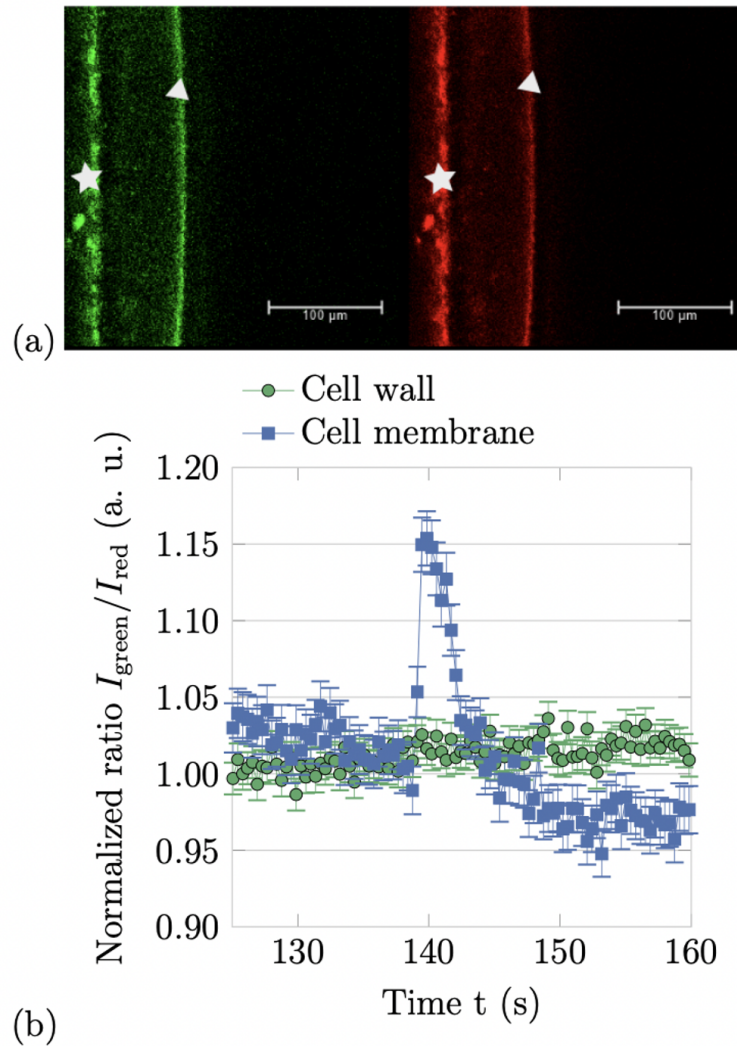 100 μm
100 μm
(a)
Cell wall
Cell membrane
Normalized ratio I_green/I_red (a. u.)
1.20
1.15
1.10
1.05
1.00
0.95
0.90
130
140
150
160
Time t (s)
(b)